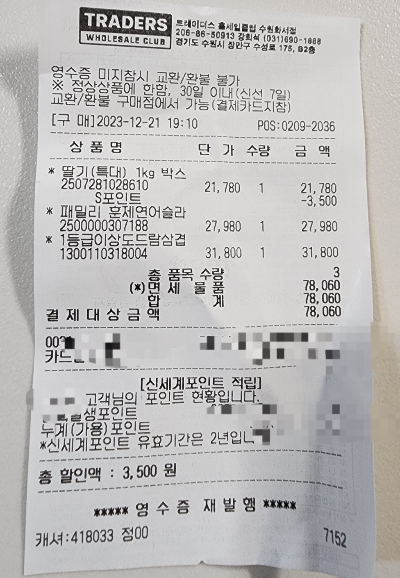 TRADERS
WHOLESALE CLUB
트레이더스 홀세일클럽 수원화서점
206-86-50913 강희석 (031)690-1888
경기도 수원시 장안구 수성로 175, B2층
영수증 미지참시 교환/환불 불가
※ 정상상품에 한함, 30일 이내(신선 7일)
교환/환불 구매점에서 가능(결제카드지참)
[구 매]2023-12-21 19:10 POS:0209-2036
상 품 명 단 가 수량 금 액
* 딸기(특대) 1kg 박스
2507281028610 21,780 1 21,780
S포인트 -3,500
* 패밀리 훈제연어슬라
2500000307188 27,980 1 27,980
* 1등급이상도드람삼겹
1300110318004 31,800 1 31,800
총 품목 수량 3
(*)면 세 물 품 78,060
합 계 78,060
결 제 대 상 금 액 78,060
00
카드
[신세계포인트 적립]
고객님의 포인트 현황입니다.
생포인트
누계(가용)포인트
*신세계포인트 유효기간은 2년입니
총 할인액 : 3,500 원
***** 영 수 증 재 발 행 *****
캐셔:418033 정00 7152